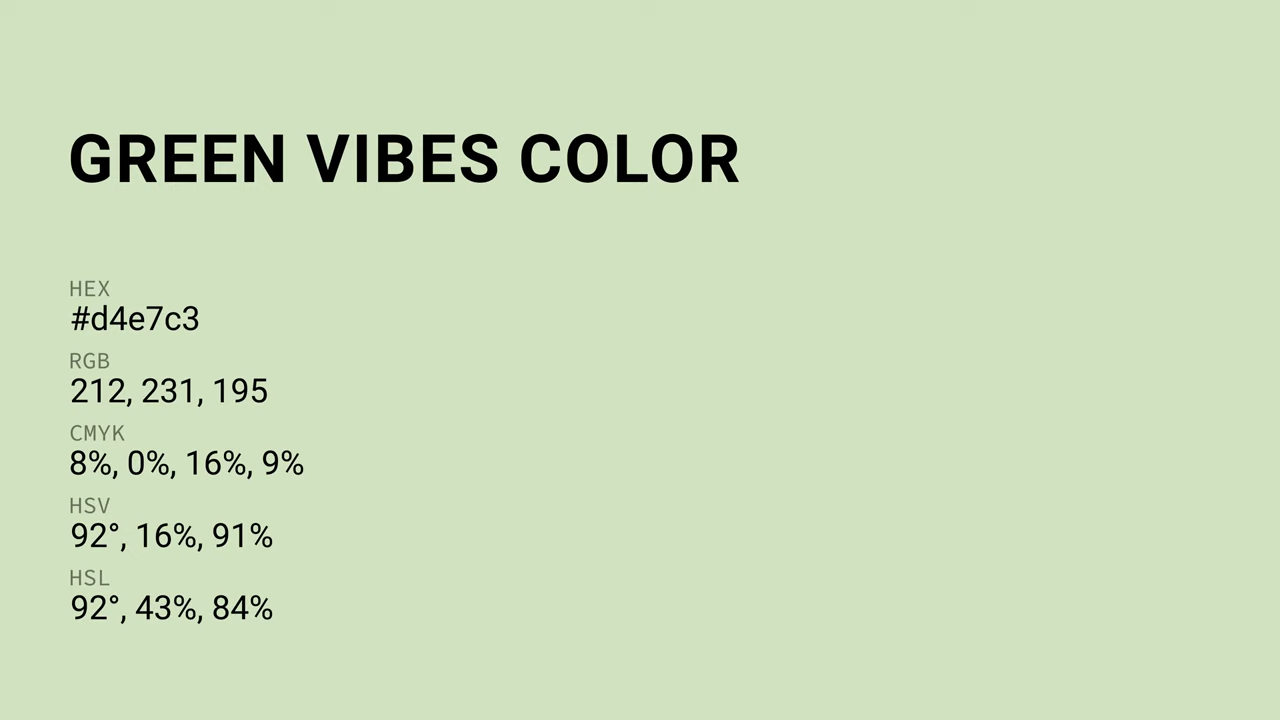 GREEN VIBES COLOR
HEX
#d4e7c3
RGB
212, 231, 195
CMYK
8%, 0%, 16%, 9%
HSV
92°, 16%, 91%
HSL
92°, 43%, 84%